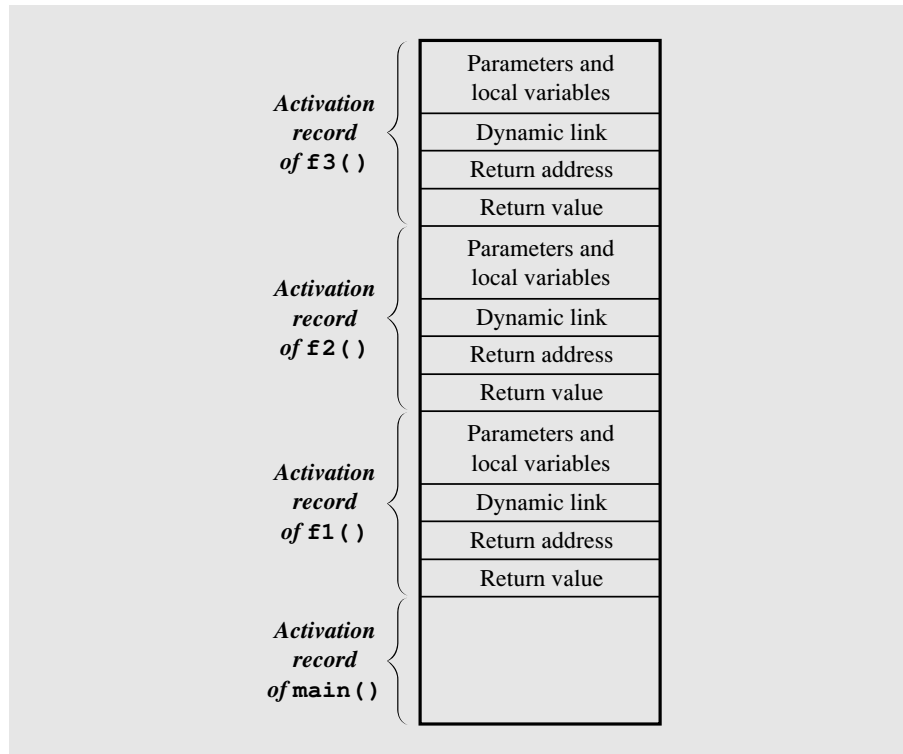 Activation
record
of f3()
Parameters and
local variables
Dynamic link
Return address
Return value
Activation
record
of f2()
Parameters and
local variables
Dynamic link
Return address
Return value
Activation
record
of f1()
Parameters and
local variables
Dynamic link
Return address
Return value
Activation
record
of main()